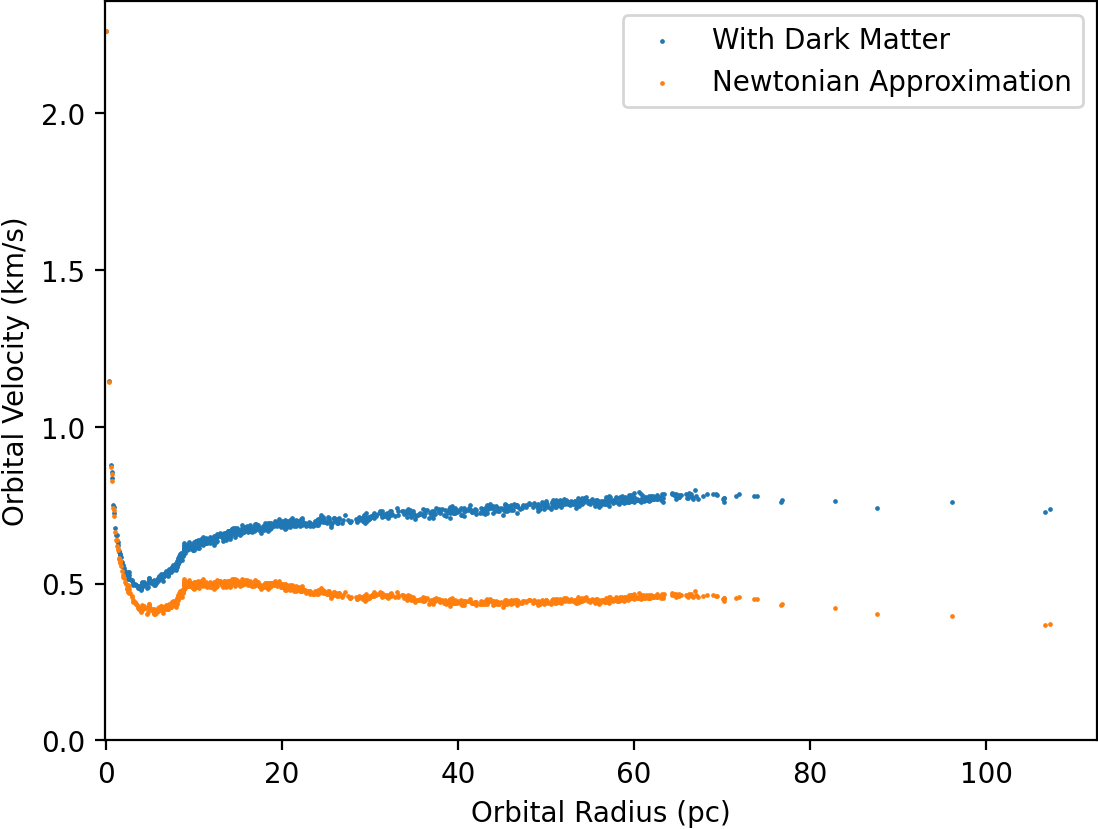 With Dark Matter
Newtonian Approximation
2.0
1.5
1.0
0.5
0.0
Orbital Velocity (km/s)
0 20 40 60 80 100
Orbital Radius (pc)